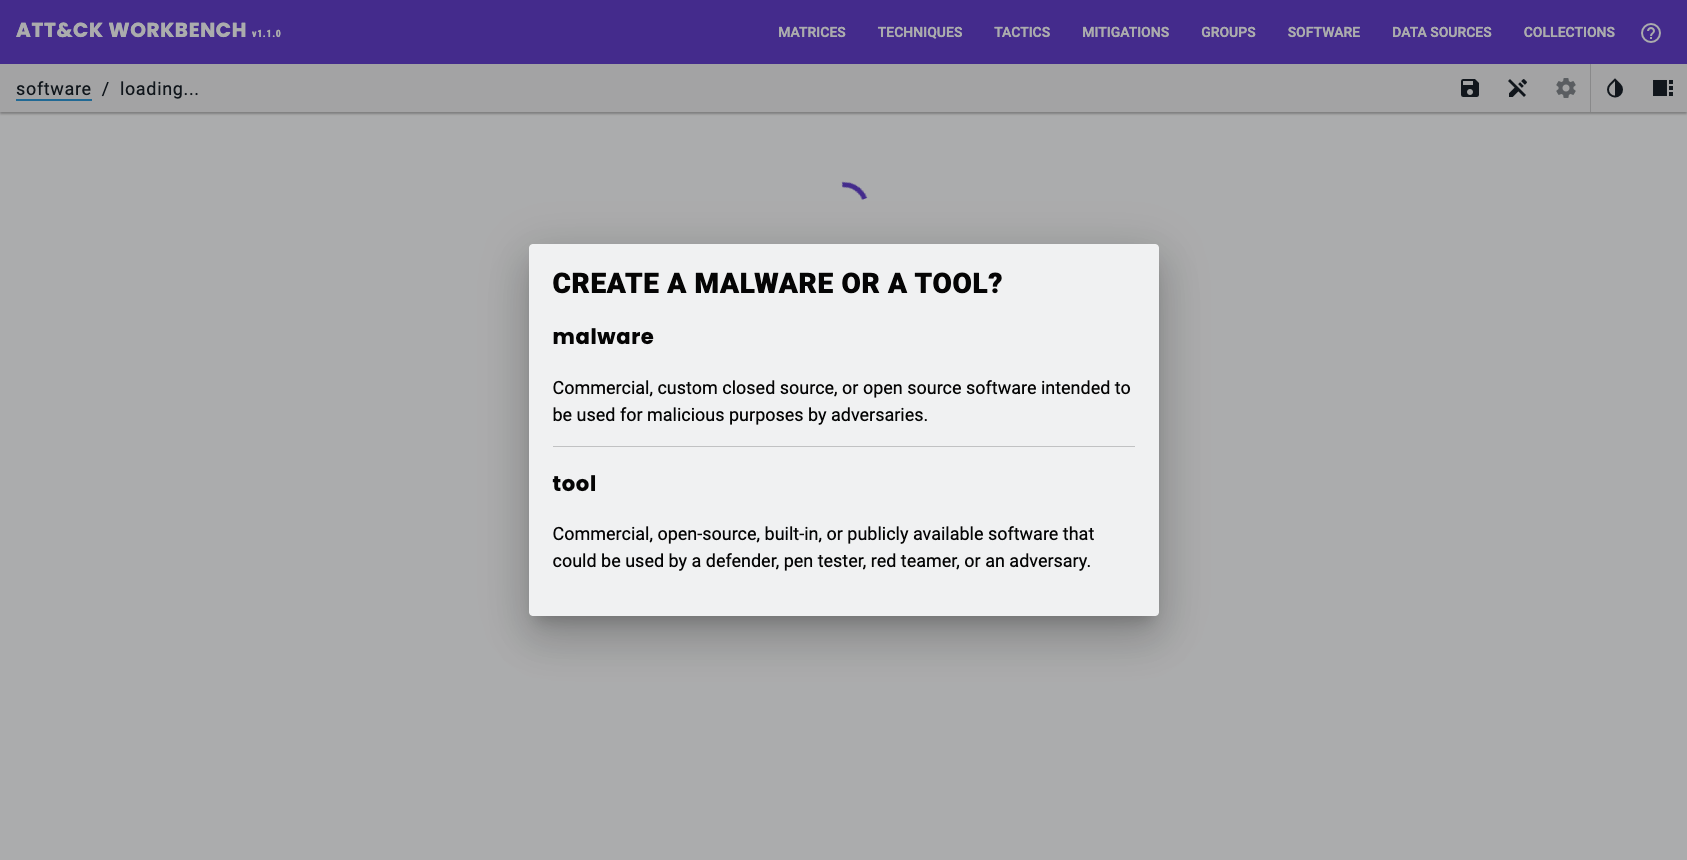 ATT&CK WORKBENCH v1.1.0
MATRICES TECHNIQUES TACTICS MITIGATIONS GROUPS SOFTWARE DATA SOURCES COLLECTIONS ?
software / loading...
CREATE A MALWARE OR A TOOL?
malware
Commercial, custom closed source, or open source software intended to
be used for malicious purposes by adversaries.
tool
Commercial, open-source, built-in, or publicly available software that
could be used by a defender, pen tester, red teamer, or an adversary.